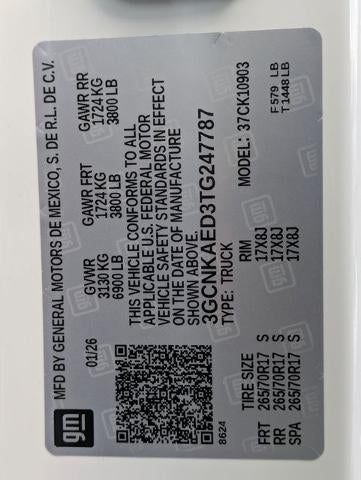 gm
MFD BY GENERAL MOTORS DE MEXICO, S. DE R.L. DE C.V.
01/26
GVWR GAWR FRT GAWR RR
3130 KG 1724 KG 1724 KG
6900 LB 3800 LB 3800 LB
THIS VEHICLE CONFORMS TO ALL
APPLICABLE U.S. FEDERAL MOTOR
VEHICLE SAFETY STANDARDS IN EFFECT
ON THE DATE OF MANUFACTURE
SHOWN ABOVE.
3GCNKAED3TG247787
TYPE: TRUCK MODEL: 37CK10903
8624
TIRE SIZE RIM
FRT 265/70R17 S 17X8J F 579 LB
RR 265/70R17 S 17X8J T 1448 LB
SPA 265/70R17 S 17X8J